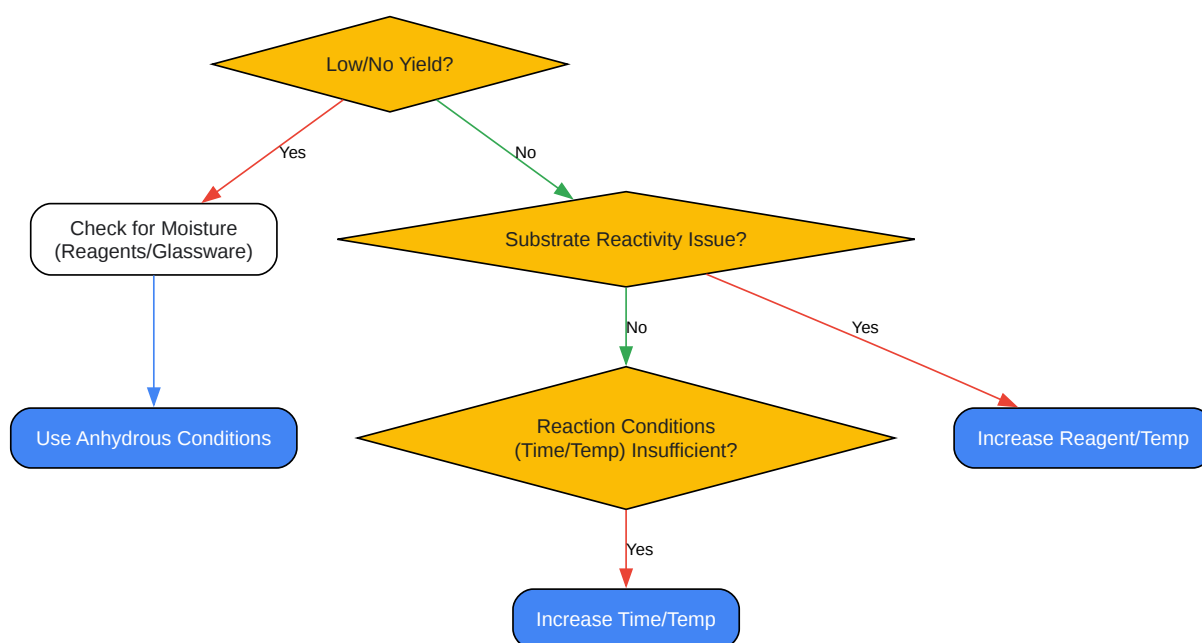 Low/No Yield?
Yes
No
Check for Moisture
(Reagents/Glassware)
Substrate Reactivity Issue?
No
Yes
Use Anhydrous Conditions
Reaction Conditions
(Time/Temp) Insufficient?
Increase Reagent/Temp
Yes
Increase Time/Temp